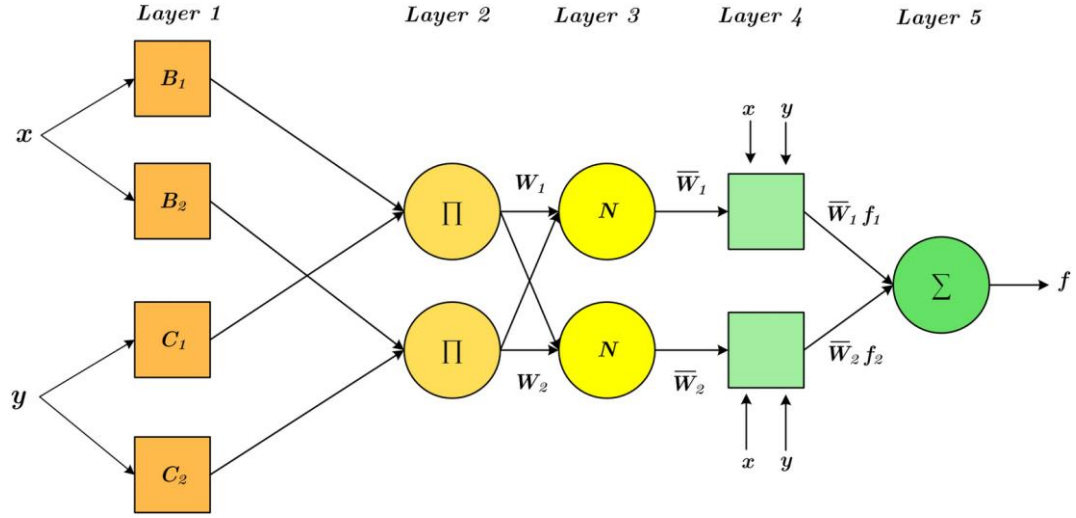 Layer 1 Layer 2 Layer 3 Layer 4 Layer 5
B₁
x y
x
B₂
W₁ W̅₁
∏ N W̅₁ f₁
∑ f
C₁
∏ N W̅₂ f₂
W₂ W̅₂
y
C₂
x y